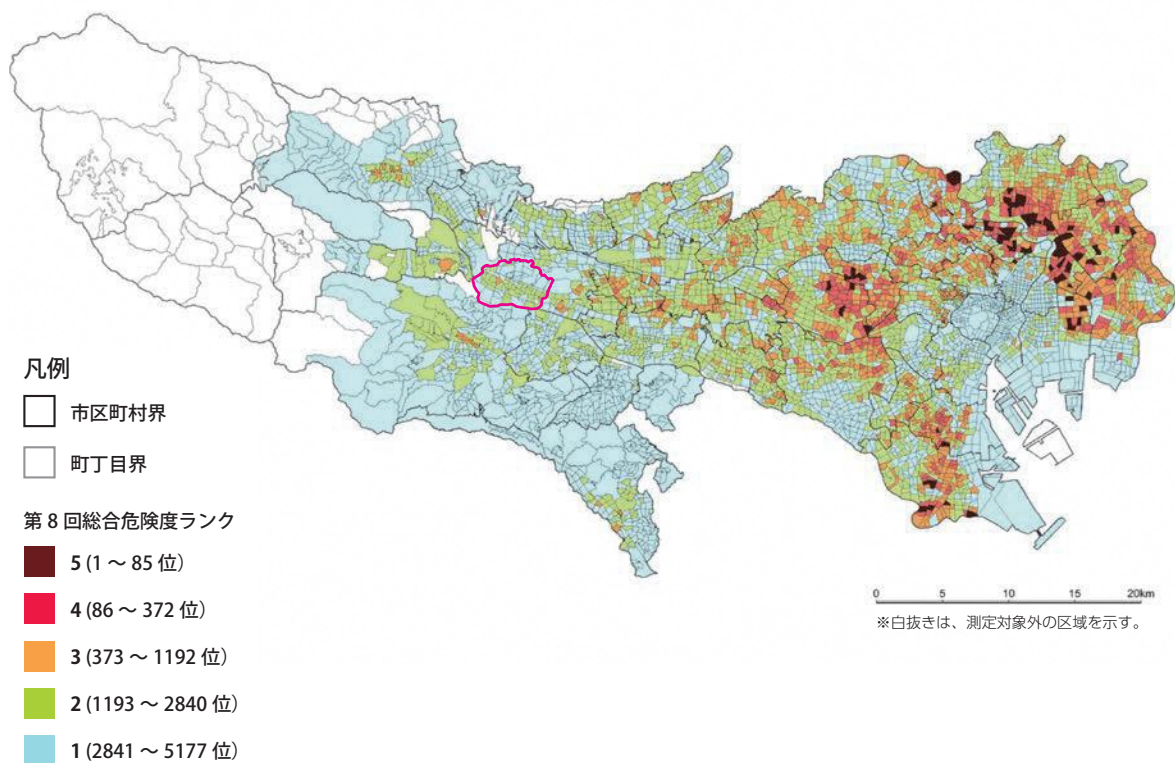 凡例
市区町村界
町丁目界
第 8 回総合危険度ランク
5 (1 ～ 85 位)
4 (86 ～ 372 位)
3 (373 ～ 1192 位)
2 (1193 ～ 2840 位)
1 (2841 ～ 5177 位)
0 5 10 15 20km
※白抜きは、測定対象外の区域を示す。